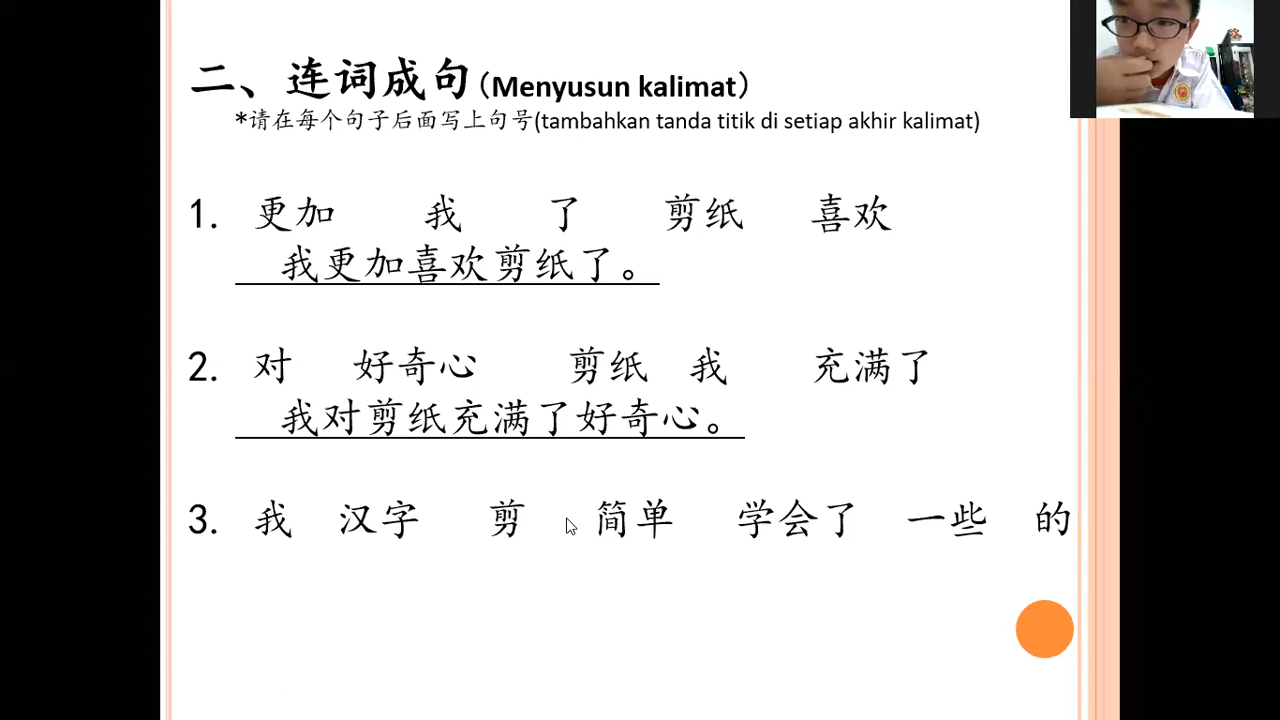 二、连词成句（Menyusun kalimat）
*请在每个句子后面写上句号(tambahkan tanda titik di setiap akhir kalimat)
1. 更加 我 了 剪纸 喜欢
我更加喜欢剪纸了。
2. 对 好奇心 剪纸 我 充满了
我对剪纸充满了好奇心。
3. 我 汉字 剪 简单 学会了 一些 的